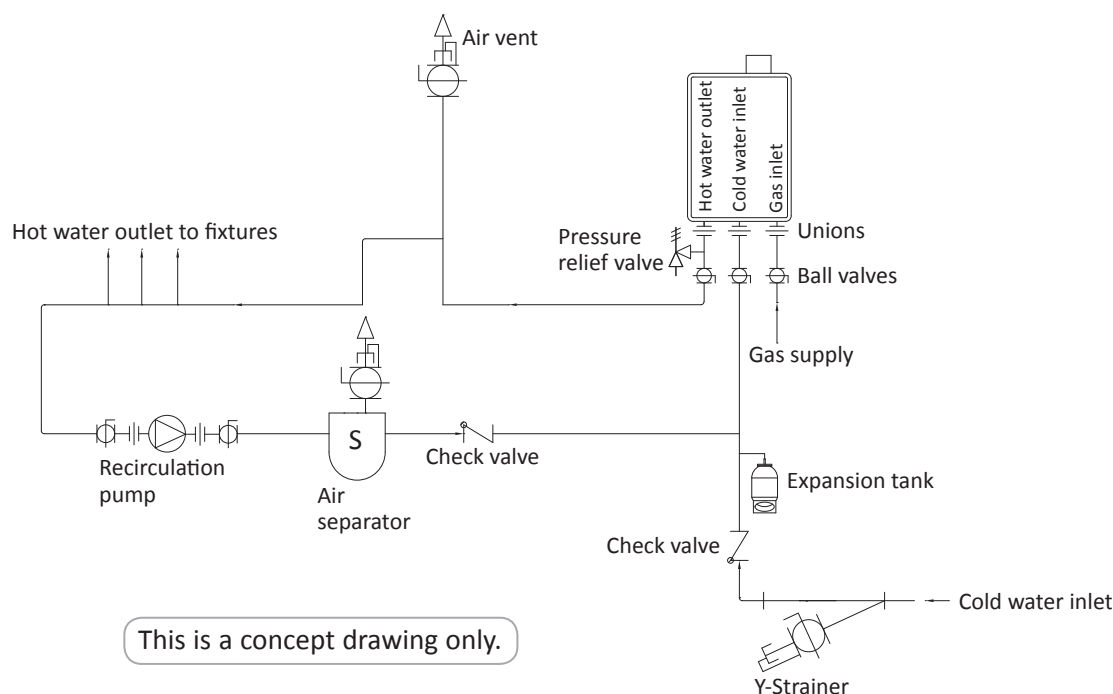 Air vent
Hot water outlet
Cold water inlet
Gas inlet
Hot water outlet to fixtures
Pressure
relief valve
Unions
Ball valves
Gas supply
S
Recirculation
pump
Air
separator
Check valve
Expansion tank
Check valve
Cold water inlet
This is a concept drawing only.
Y-Strainer